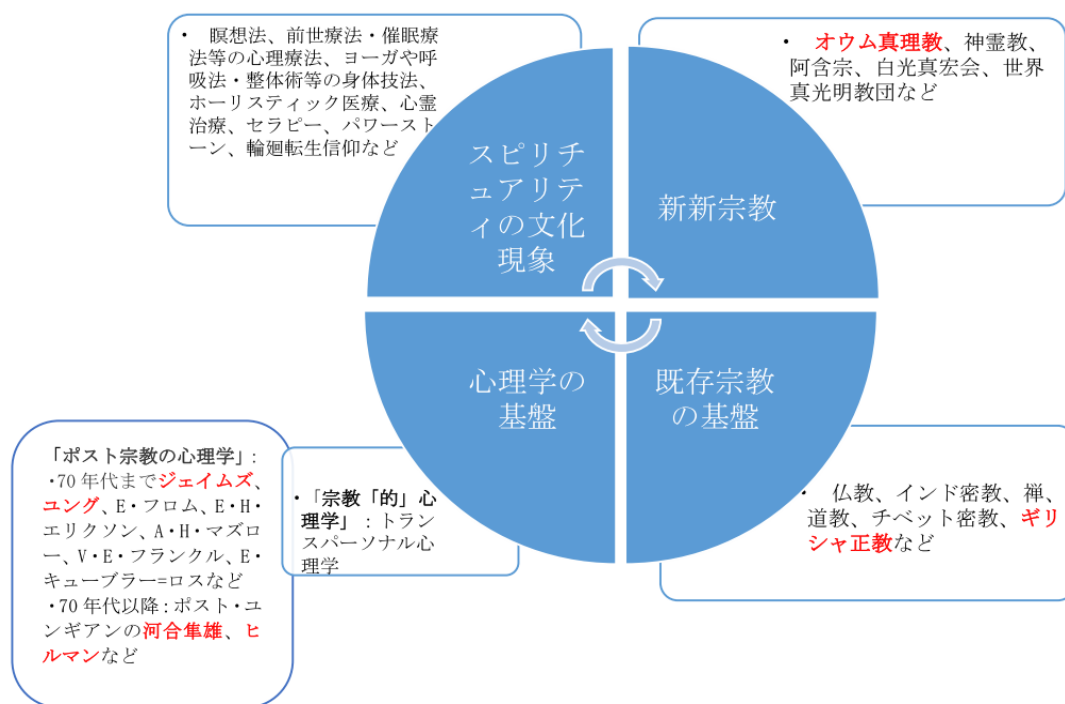 ・ 瞑想法、前世療法・催眠療
法等の心理療法、ヨーガや呼
吸法・整体術等の身体技法、
ホーリスティック医療、心霊
治療、セラピー、パワースト
ーン、輪廻転生信仰など
・ オウム真理教、神霊教、
阿含宗、白光真宏会、世界
真光明教団など
スピリチ
ュアリテ
ィの文化
現象
新新宗教
心理学の
基盤
既存宗教
の基盤
「ポスト宗教の心理学」:
・70年代までジェイムズ、
ユング、E・フロム、E・H・
エリクソン、A・H・マズロ
ー、V・E・フランクル、E・
キューブラー=ロスなど
・70年代以降:ポスト・ユ
ンギアンの河合隼雄、ヒ
ルマンなど
・「宗教「的」心
理学」:トラン
スパーソナル心
理学
・ 仏教、インド密教、禅、
道教、チベット密教、ギリ
シャ正教など